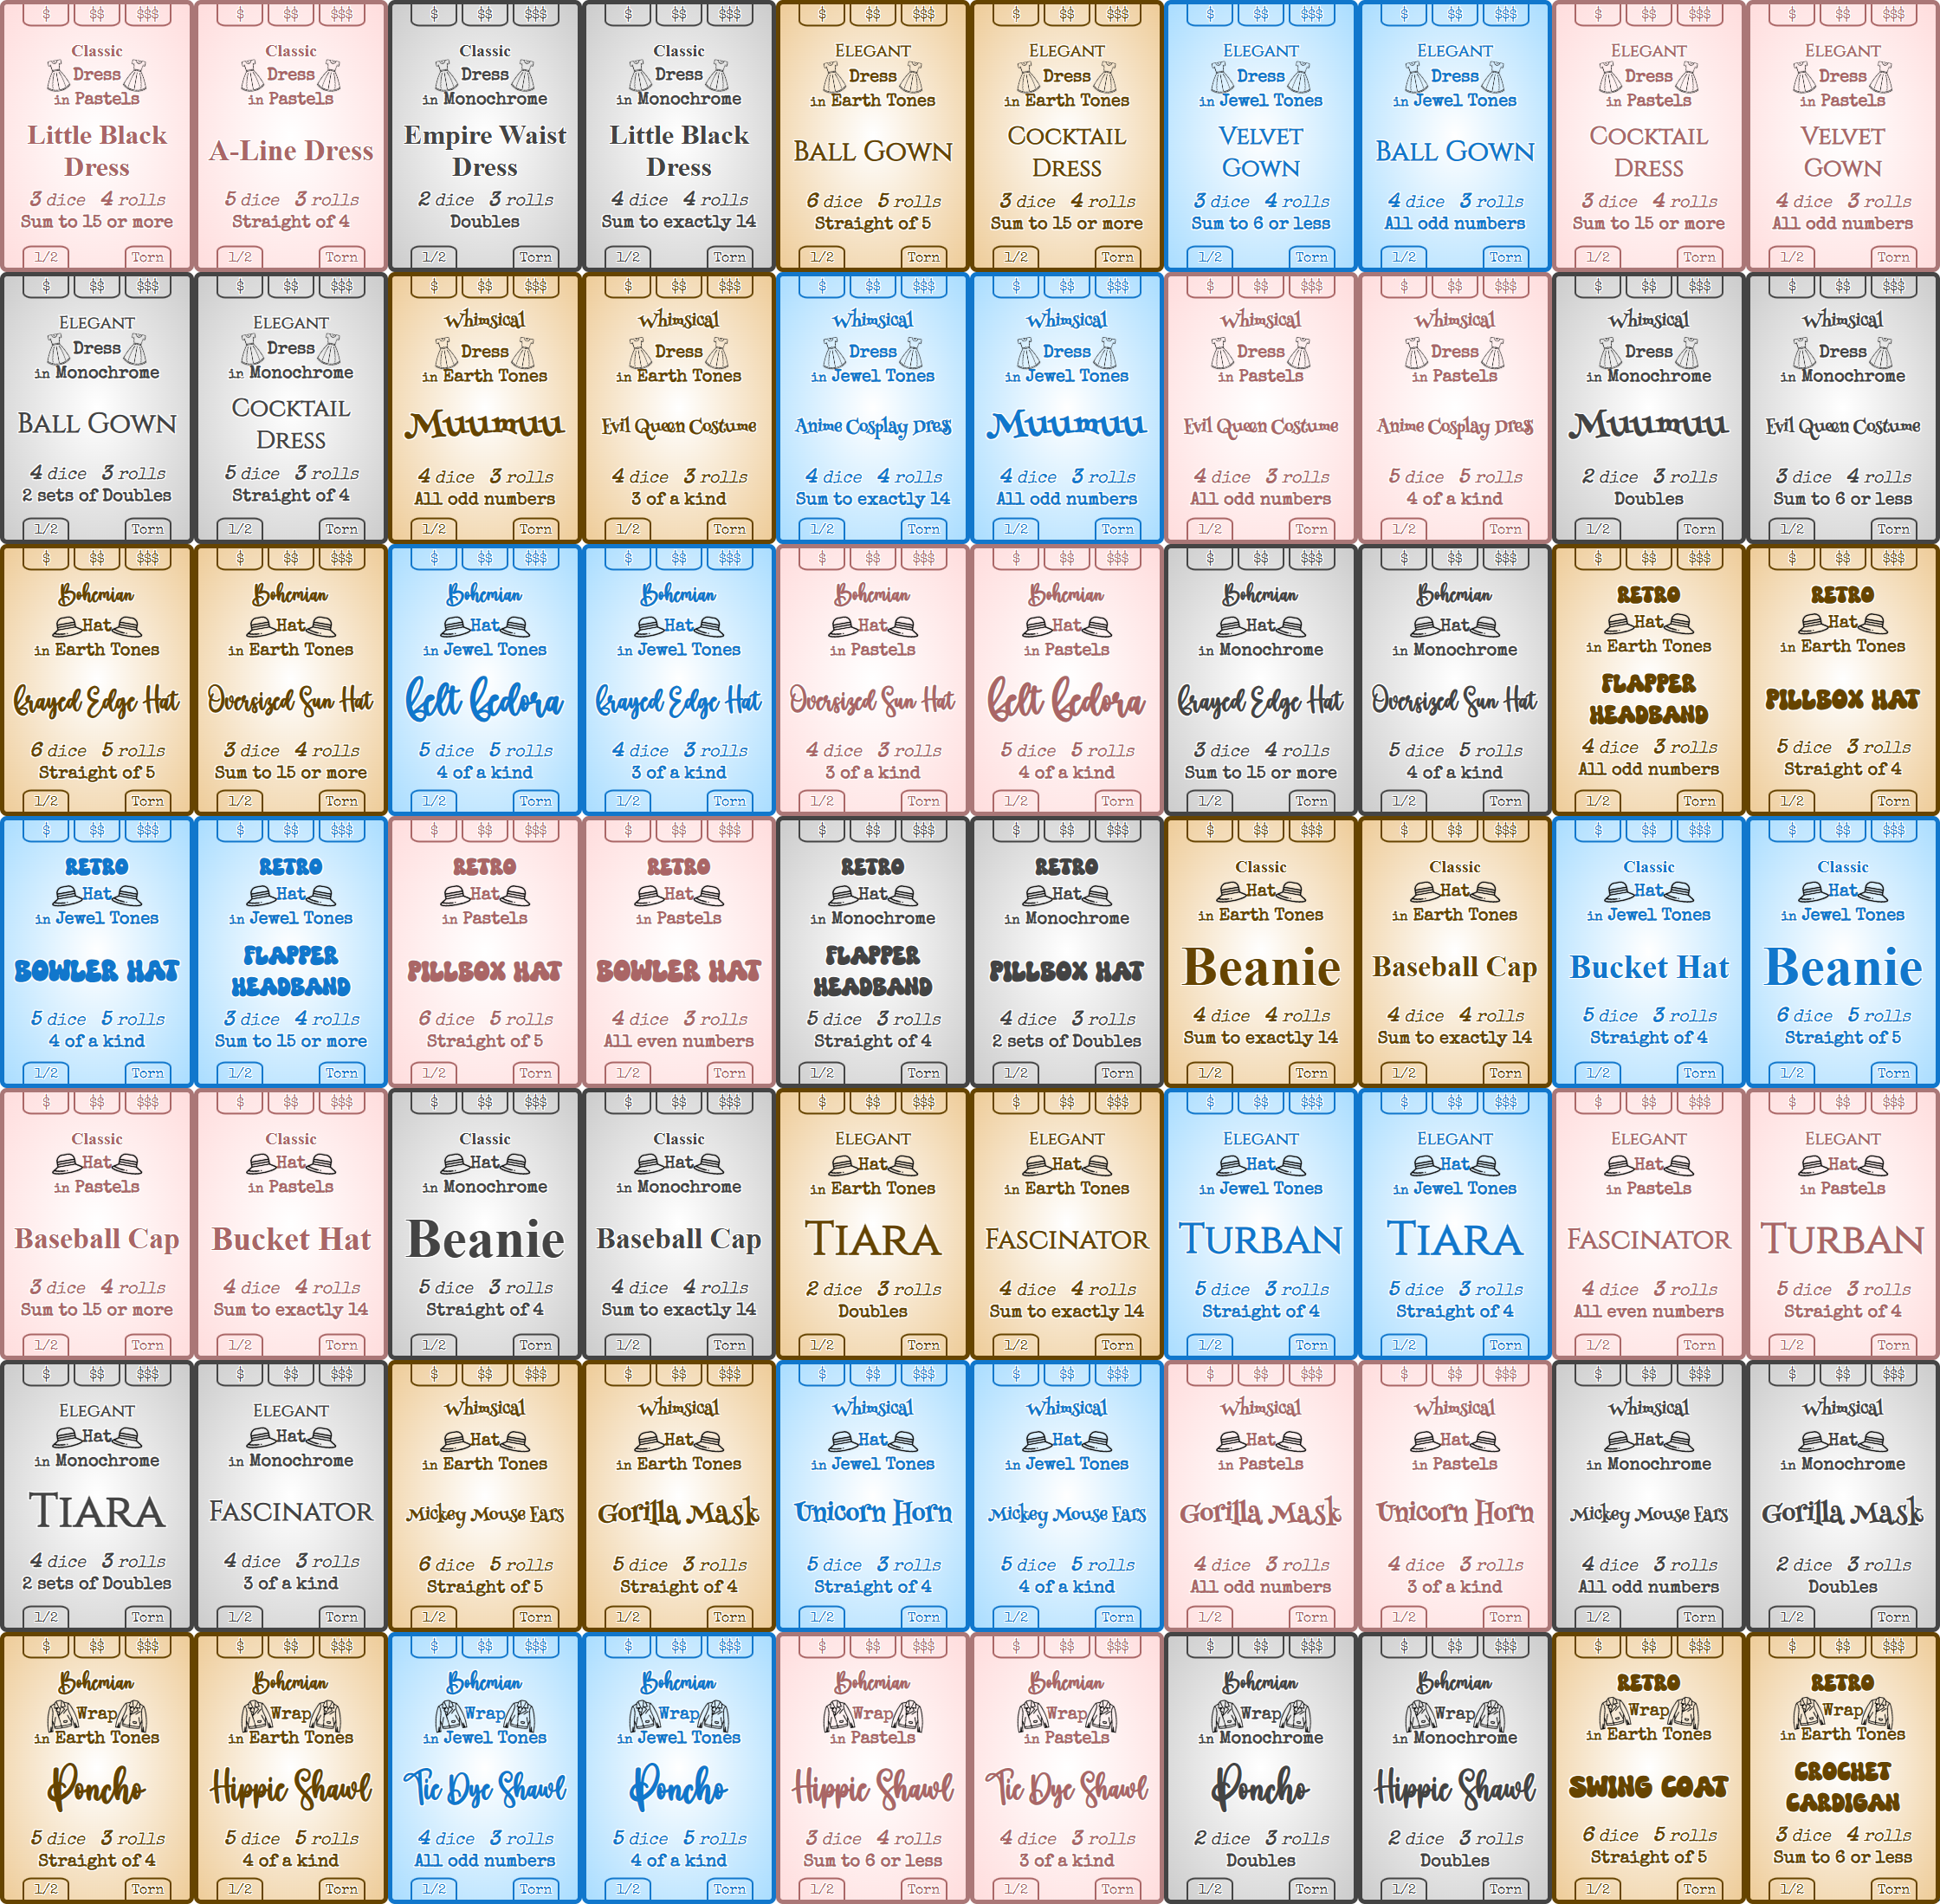 $ $$ $$$
Classic
Dress
in Pastels
Little Black
Dress
3 dice 4 rolls
Sum to 15 or more
1/2 Torn
$ $$ $$$
Classic
Dress
in Pastels
A-Line Dress
5 dice 3 rolls
Straight of 4
1/2 Torn
$ $$ $$$
Classic
Dress
in Monochrome
Empire Waist
Dress
2 dice 3 rolls
Doubles
1/2 Torn
$ $$ $$$
Classic
Dress
in Monochrome
Little Black
Dress
4 dice 4 rolls
Sum to exactly 14
1/2 Torn
$ $$ $$$
Elegant
Dress
in Earth Tones
Ball Gown
6 dice 5 rolls
Straight of 5
1/2 Torn
$ $$ $$$
Elegant
Dress
in Earth Tones
Cocktail
Dress
3 dice 4 rolls
Sum to 15 or more
1/2 Torn
$ $$ $$$
Elegant
Dress
in Jewel Tones
Velvet
Gown
3 dice 4 rolls
Sum to 6 or less
1/2 Torn
$ $$ $$$
Elegant
Dress
in Jewel Tones
Ball Gown
4 dice 3 rolls
All odd numbers
1/2 Torn
$ $$ $$$
Elegant
Dress
in Pastels
Cocktail
Dress
3 dice 4 rolls
Sum to 15 or more
1/2 Torn
$ $$ $$$
Elegant
Dress
in Pastels
Velvet
Gown
4 dice 3 rolls
All odd numbers
1/2 Torn
$ $$ $$$
Elegant
Dress
in Monochrome
Ball Gown
4 dice 3 rolls
2 sets of Doubles
1/2 Torn
$ $$ $$$
Elegant
Dress
in Monochrome
Cocktail
Dress
5 dice 3 rolls
Straight of 4
1/2 Torn
$ $$ $$$
Whimsical
Dress
in Earth Tones
Muumuu
4 dice 3 rolls
All odd numbers
1/2 Torn
$ $$ $$$
Whimsical
Dress
in Earth Tones
Evil Queen Costume
4 dice 3 rolls
3 of a kind
1/2 Torn
$ $$ $$$
Whimsical
Dress
in Jewel Tones
Anime Cosplay Dress
4 dice 4 rolls
Sum to exactly 14
1/2 Torn
$ $$ $$$
Whimsical
Dress
in Jewel Tones
Muumuu
4 dice 3 rolls
All odd numbers
1/2 Torn
$ $$ $$$
Whimsical
Dress
in Pastels
Evil Queen Costume
4 dice 3 rolls
All odd numbers
1/2 Torn
$ $$ $$$
Whimsical
Dress
in Pastels
Anime Cosplay Dress
5 dice 5 rolls
4 of a kind
1/2 Torn
$ $$ $$$
Whimsical
Dress
in Monochrome
Muumuu
2 dice 3 rolls
Doubles
1/2 Torn
$ $$ $$$
Whimsical
Dress
in Monochrome
Evil Queen Costume
3 dice 4 rolls
Sum to 6 or less
1/2 Torn
$ $$ $$$
Bohemian
Hat
in Earth Tones
Frayed Edge Hat
6 dice 5 rolls
Straight of 5
1/2 Torn
$ $$ $$$
Bohemian
Hat
in Earth Tones
Oversized Sun Hat
3 dice 4 rolls
Sum to 15 or more
1/2 Torn
$ $$ $$$
Bohemian
Hat
in Jewel Tones
Felt Fedora
5 dice 5 rolls
4 of a kind
1/2 Torn
$ $$ $$$
Bohemian
Hat
in Jewel Tones
Frayed Edge Hat
4 dice 3 rolls
3 of a kind
1/2 Torn
$ $$ $$$
Bohemian
Hat
in Pastels
Oversized Sun Hat
4 dice 3 rolls
3 of a kind
1/2 Torn
$ $$ $$$
Bohemian
Hat
in Pastels
Felt Fedora
5 dice 5 rolls
4 of a kind
1/2 Torn
$ $$ $$$
Bohemian
Hat
in Monochrome
Frayed Edge Hat
3 dice 4 rolls
Sum to 15 or more
1/2 Torn
$ $$ $$$
Bohemian
Hat
in Monochrome
Oversized Sun Hat
5 dice 5 rolls
4 of a kind
1/2 Torn
$ $$ $$$
RETRO
Hat
in Earth Tones
FLAPPER
HEADBAND
4 dice 3 rolls
All odd numbers
1/2 Torn
$ $$ $$$
RETRO
Hat
in Earth Tones
PILLBOX HAT
5 dice 3 rolls
Straight of 4
1/2 Torn
$ $$ $$$
RETRO
Hat
in Jewel Tones
BOWLER HAT
5 dice 5 rolls
4 of a kind
1/2 Torn
$ $$ $$$
RETRO
Hat
in Jewel Tones
FLAPPER
HEADBAND
3 dice 4 rolls
Sum to 15 or more
1/2 Torn
$ $$ $$$
RETRO
Hat
in Pastels
PILLBOX HAT
6 dice 5 rolls
Straight of 5
1/2 Torn
$ $$ $$$
RETRO
Hat
in Pastels
BOWLER HAT
4 dice 3 rolls
All even numbers
1/2 Torn
$ $$ $$$
RETRO
Hat
in Monochrome
FLAPPER
HEADBAND
5 dice 3 rolls
Straight of 4
1/2 Torn
$ $$ $$$
RETRO
Hat
in Monochrome
PILLBOX HAT
4 dice 3 rolls
2 sets of Doubles
1/2 Torn
$ $$ $$$
Classic
Hat
in Earth Tones
Beanie
4 dice 4 rolls
Sum to exactly 14
1/2 Torn
$ $$ $$$
Classic
Hat
in Earth Tones
Baseball Cap
4 dice 4 rolls
Sum to exactly 14
1/2 Torn
$ $$ $$$
Classic
Hat
in Jewel Tones
Bucket Hat
5 dice 3 rolls
Straight of 4
1/2 Torn
$ $$ $$$
Classic
Hat
in Jewel Tones
Beanie
6 dice 5 rolls
Straight of 5
1/2 Torn
$ $$ $$$
Classic
Hat
in Pastels
Baseball Cap
3 dice 4 rolls
Sum to 15 or more
1/2 Torn
$ $$ $$$
Classic
Hat
in Pastels
Bucket Hat
4 dice 4 rolls
Sum to exactly 14
1/2 Torn
$ $$ $$$
Classic
Hat
in Monochrome
Beanie
5 dice 3 rolls
Straight of 4
1/2 Torn
$ $$ $$$
Classic
Hat
in Monochrome
Baseball Cap
4 dice 4 rolls
Sum to exactly 14
1/2 Torn
$ $$ $$$
Elegant
Hat
in Earth Tones
Tiara
2 dice 3 rolls
Doubles
1/2 Torn
$ $$ $$$
Elegant
Hat
in Earth Tones
Fascinator
4 dice 4 rolls
Sum to exactly 14
1/2 Torn
$ $$ $$$
Elegant
Hat
in Jewel Tones
Turban
5 dice 3 rolls
Straight of 4
1/2 Torn
$ $$ $$$
Elegant
Hat
in Jewel Tones
Tiara
5 dice 3 rolls
Straight of 4
1/2 Torn
$ $$ $$$
Elegant
Hat
in Pastels
Fascinator
4 dice 3 rolls
All even numbers
1/2 Torn
$ $$ $$$
Elegant
Hat
in Pastels
Turban
5 dice 3 rolls
Straight of 4
1/2 Torn
$ $$ $$$
Elegant
Hat
in Monochrome
Tiara
4 dice 3 rolls
2 sets of Doubles
1/2 Torn
$ $$ $$$
Elegant
Hat
in Monochrome
Fascinator
4 dice 3 rolls
3 of a kind
1/2 Torn
$ $$ $$$
Whimsical
Hat
in Earth Tones
Mickey Mouse Ears
6 dice 5 rolls
Straight of 5
1/2 Torn
$ $$ $$$
Whimsical
Hat
in Earth Tones
Gorilla Mask
5 dice 3 rolls
Straight of 4
1/2 Torn
$ $$ $$$
Whimsical
Hat
in Jewel Tones
Unicorn Horn
5 dice 3 rolls
Straight of 4
1/2 Torn
$ $$ $$$
Whimsical
Hat
in Jewel Tones
Mickey Mouse Ears
5 dice 5 rolls
4 of a kind
1/2 Torn
$ $$ $$$
Whimsical
Hat
in Pastels
Gorilla Mask
4 dice 3 rolls
All odd numbers
1/2 Torn
$ $$ $$$
Whimsical
Hat
in Pastels
Unicorn Horn
4 dice 3 rolls
3 of a kind
1/2 Torn
$ $$ $$$
Whimsical
Hat
in Monochrome
Mickey Mouse Ears
4 dice 3 rolls
All odd numbers
1/2 Torn
$ $$ $$$
Whimsical
Hat
in Monochrome
Gorilla Mask
2 dice 3 rolls
Doubles
1/2 Torn
$ $$ $$$
Bohemian
Wrap
in Earth Tones
Poncho
5 dice 3 rolls
Straight of 4
1/2 Torn
$ $$ $$$
Bohemian
Wrap
in Earth Tones
Hippie Shawl
5 dice 5 rolls
4 of a kind
1/2 Torn
$ $$ $$$
Bohemian
Wrap
in Jewel Tones
Tie Dye Shawl
4 dice 3 rolls
All odd numbers
1/2 Torn
$ $$ $$$
Bohemian
Wrap
in Jewel Tones
Poncho
5 dice 5 rolls
4 of a kind
1/2 Torn
$ $$ $$$
Bohemian
Wrap
in Pastels
Hippie Shawl
3 dice 4 rolls
Sum to 6 or less
1/2 Torn
$ $$ $$$
Bohemian
Wrap
in Pastels
Tie Dye Shawl
4 dice 3 rolls
3 of a kind
1/2 Torn
$ $$ $$$
Bohemian
Wrap
in Monochrome
Poncho
2 dice 3 rolls
Doubles
1/2 Torn
$ $$ $$$
Bohemian
Wrap
in Monochrome
Hippie Shawl
2 dice 3 rolls
Doubles
1/2 Torn
$ $$ $$$
RETRO
Wrap
in Earth Tones
SWING COAT
6 dice 5 rolls
Straight of 5
1/2 Torn
$ $$ $$$
RETRO
Wrap
in Earth Tones
CROCHET
CARDIGAN
3 dice 4 rolls
Sum to 6 or less
1/2 Torn